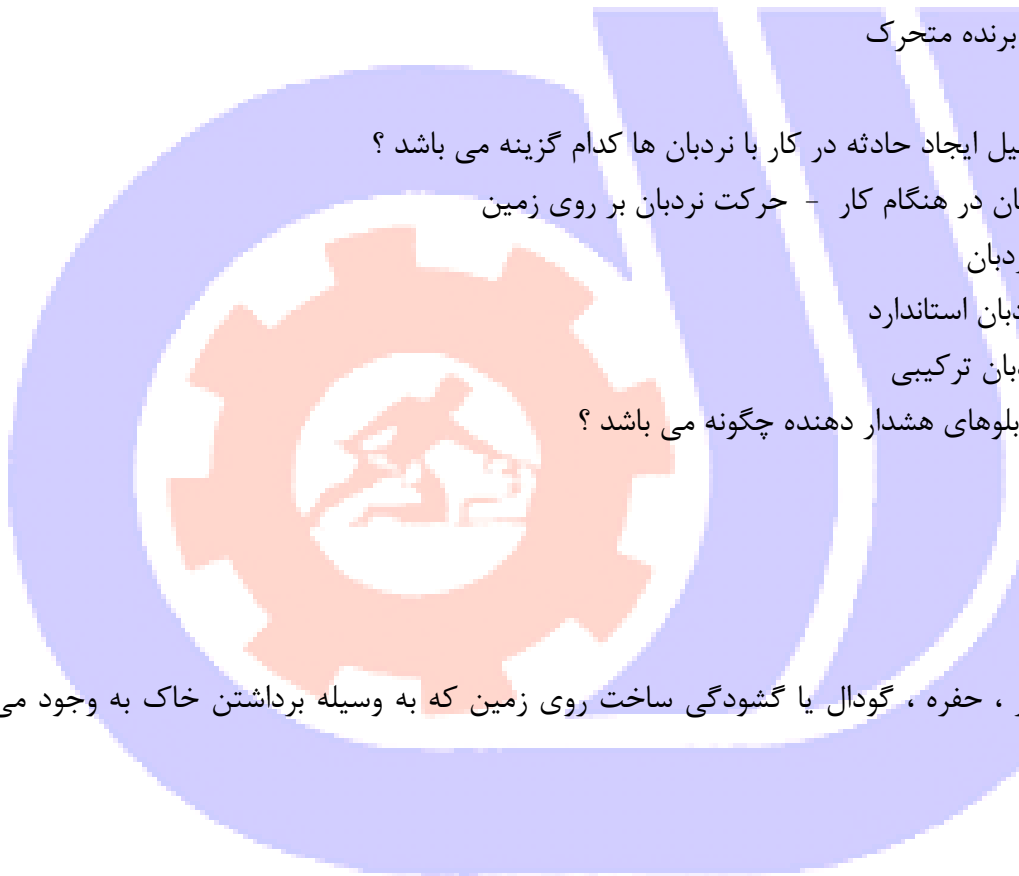 برنده متحرک
یل ایجاد حادثه در کار با نردبان ها کدام گزینه می باشد ؟
ان در هنگام کار - حرکت نردبان بر روی زمین
ردبان
دبان استاندارد
بان ترکیبی
بلوهای هشدار دهنده چگونه می باشد ؟
، حفره ، گودال یا گشودگی ساخت روی زمین که به وسیله برداشتن خاک به وجود می